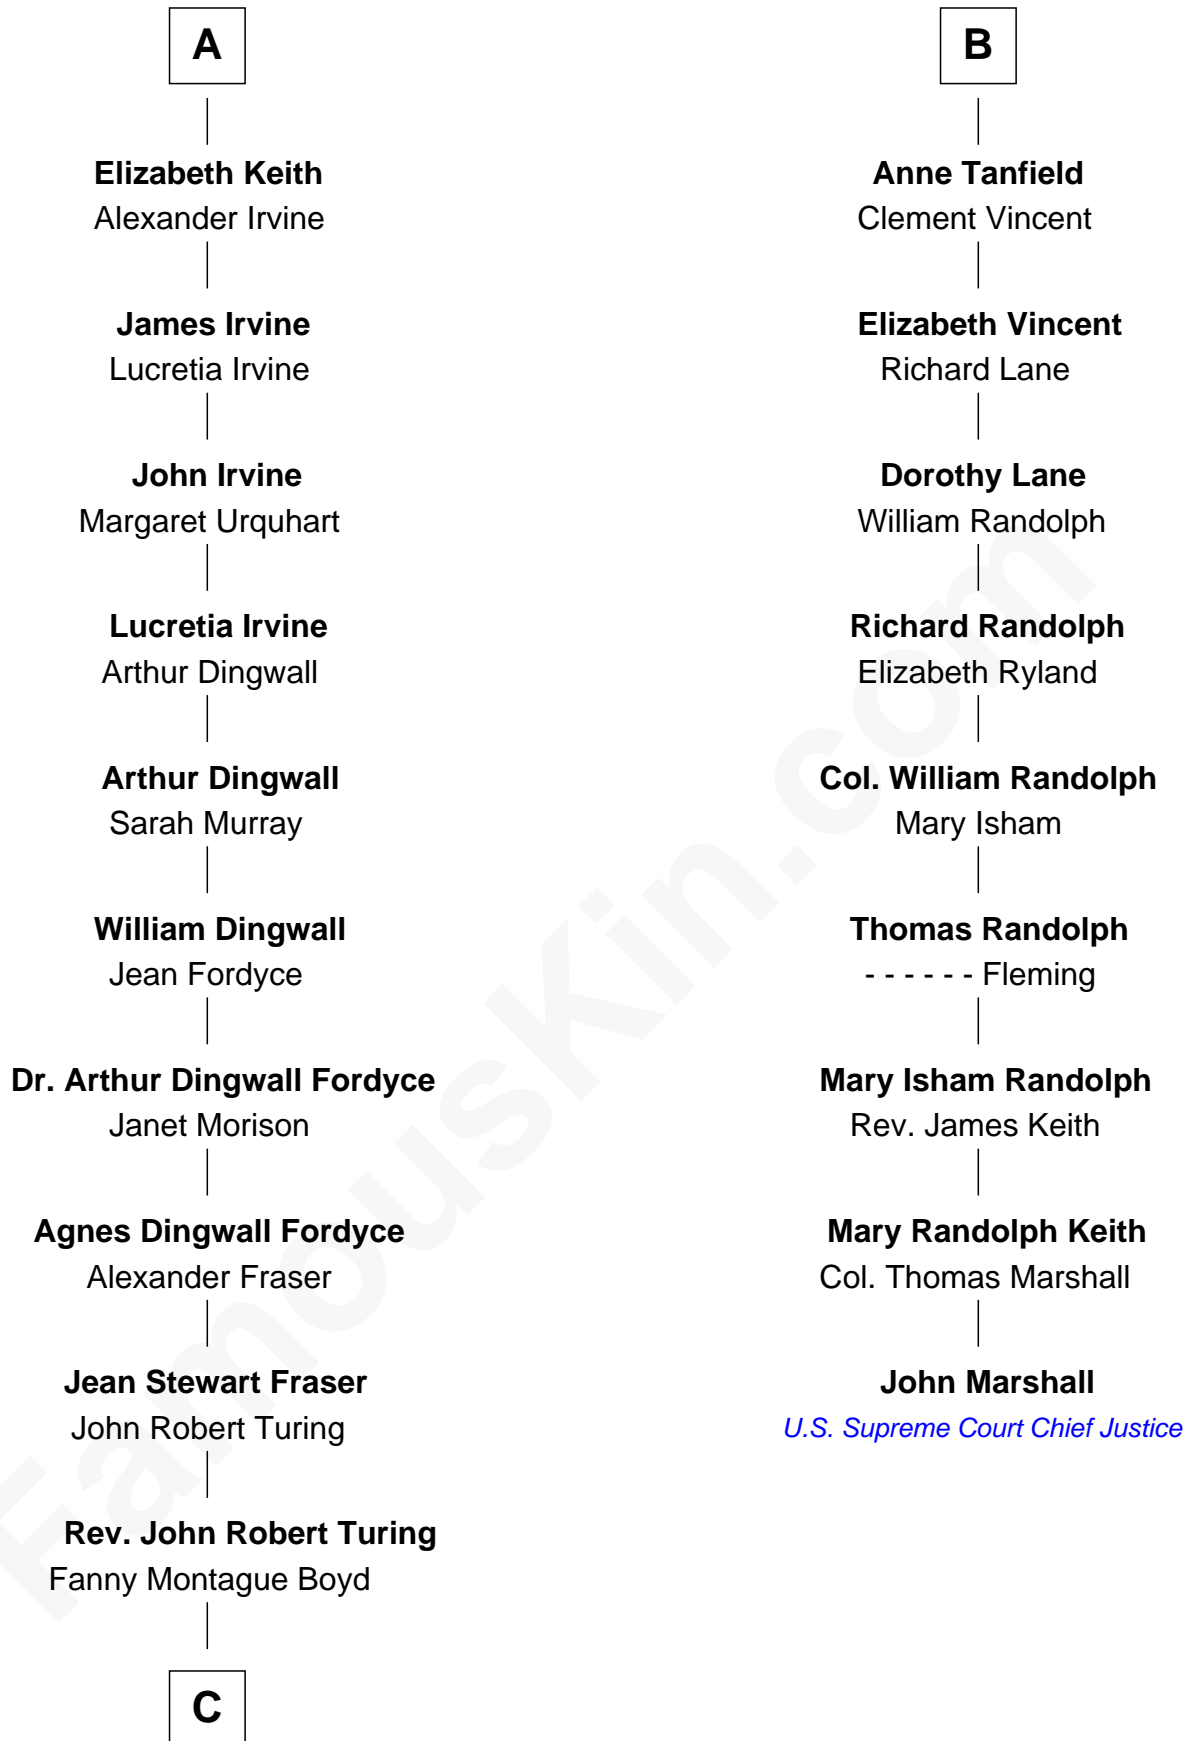 A
Elizabeth Keith
Alexander Irvine
James Irvine
Lucretia Irvine
John Irvine
Margaret Urquhart
Lucretia Irvine
Arthur Dingwall
Arthur Dingwall
Sarah Murray
William Dingwall
Jean Fordyce
Dr. Arthur Dingwall Fordyce
Janet Morison
Agnes Dingwall Fordyce
Alexander Fraser
Jean Stewart Fraser
John Robert Turing
Rev. John Robert Turing
Fanny Montague Boyd
C
B
Anne Tanfield
Clement Vincent
Elizabeth Vincent
Richard Lane
Dorothy Lane
William Randolph
Richard Randolph
Elizabeth Ryland
Col. William Randolph
Mary Isham
Thomas Randolph
- - - - - - Fleming
Mary Isham Randolph
Rev. James Keith
Mary Randolph Keith
Col. Thomas Marshall
John Marshall
U.S. Supreme Court Chief Justice
FamousKin.com